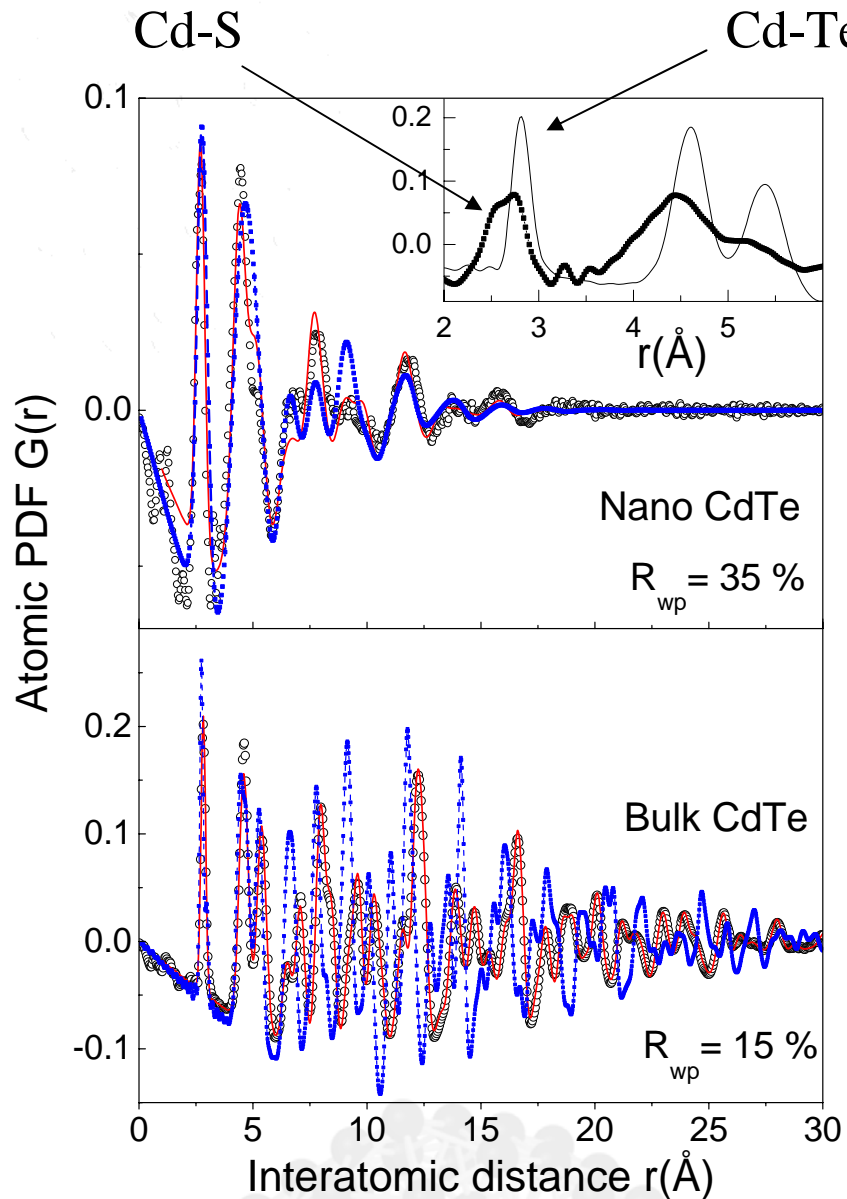 Cd-S
Cd-Te
0.1
0.0
0.2
0.1
0.0
2 3 4 5
r(Å)
Nano CdTe
R_wp = 35 %
Atomic PDF G(r)
0.2
0.1
0.0
-0.1
Bulk CdTe
R_wp = 15 %
0 5 10 15 20 25 30
Interatomic distance r(Å)